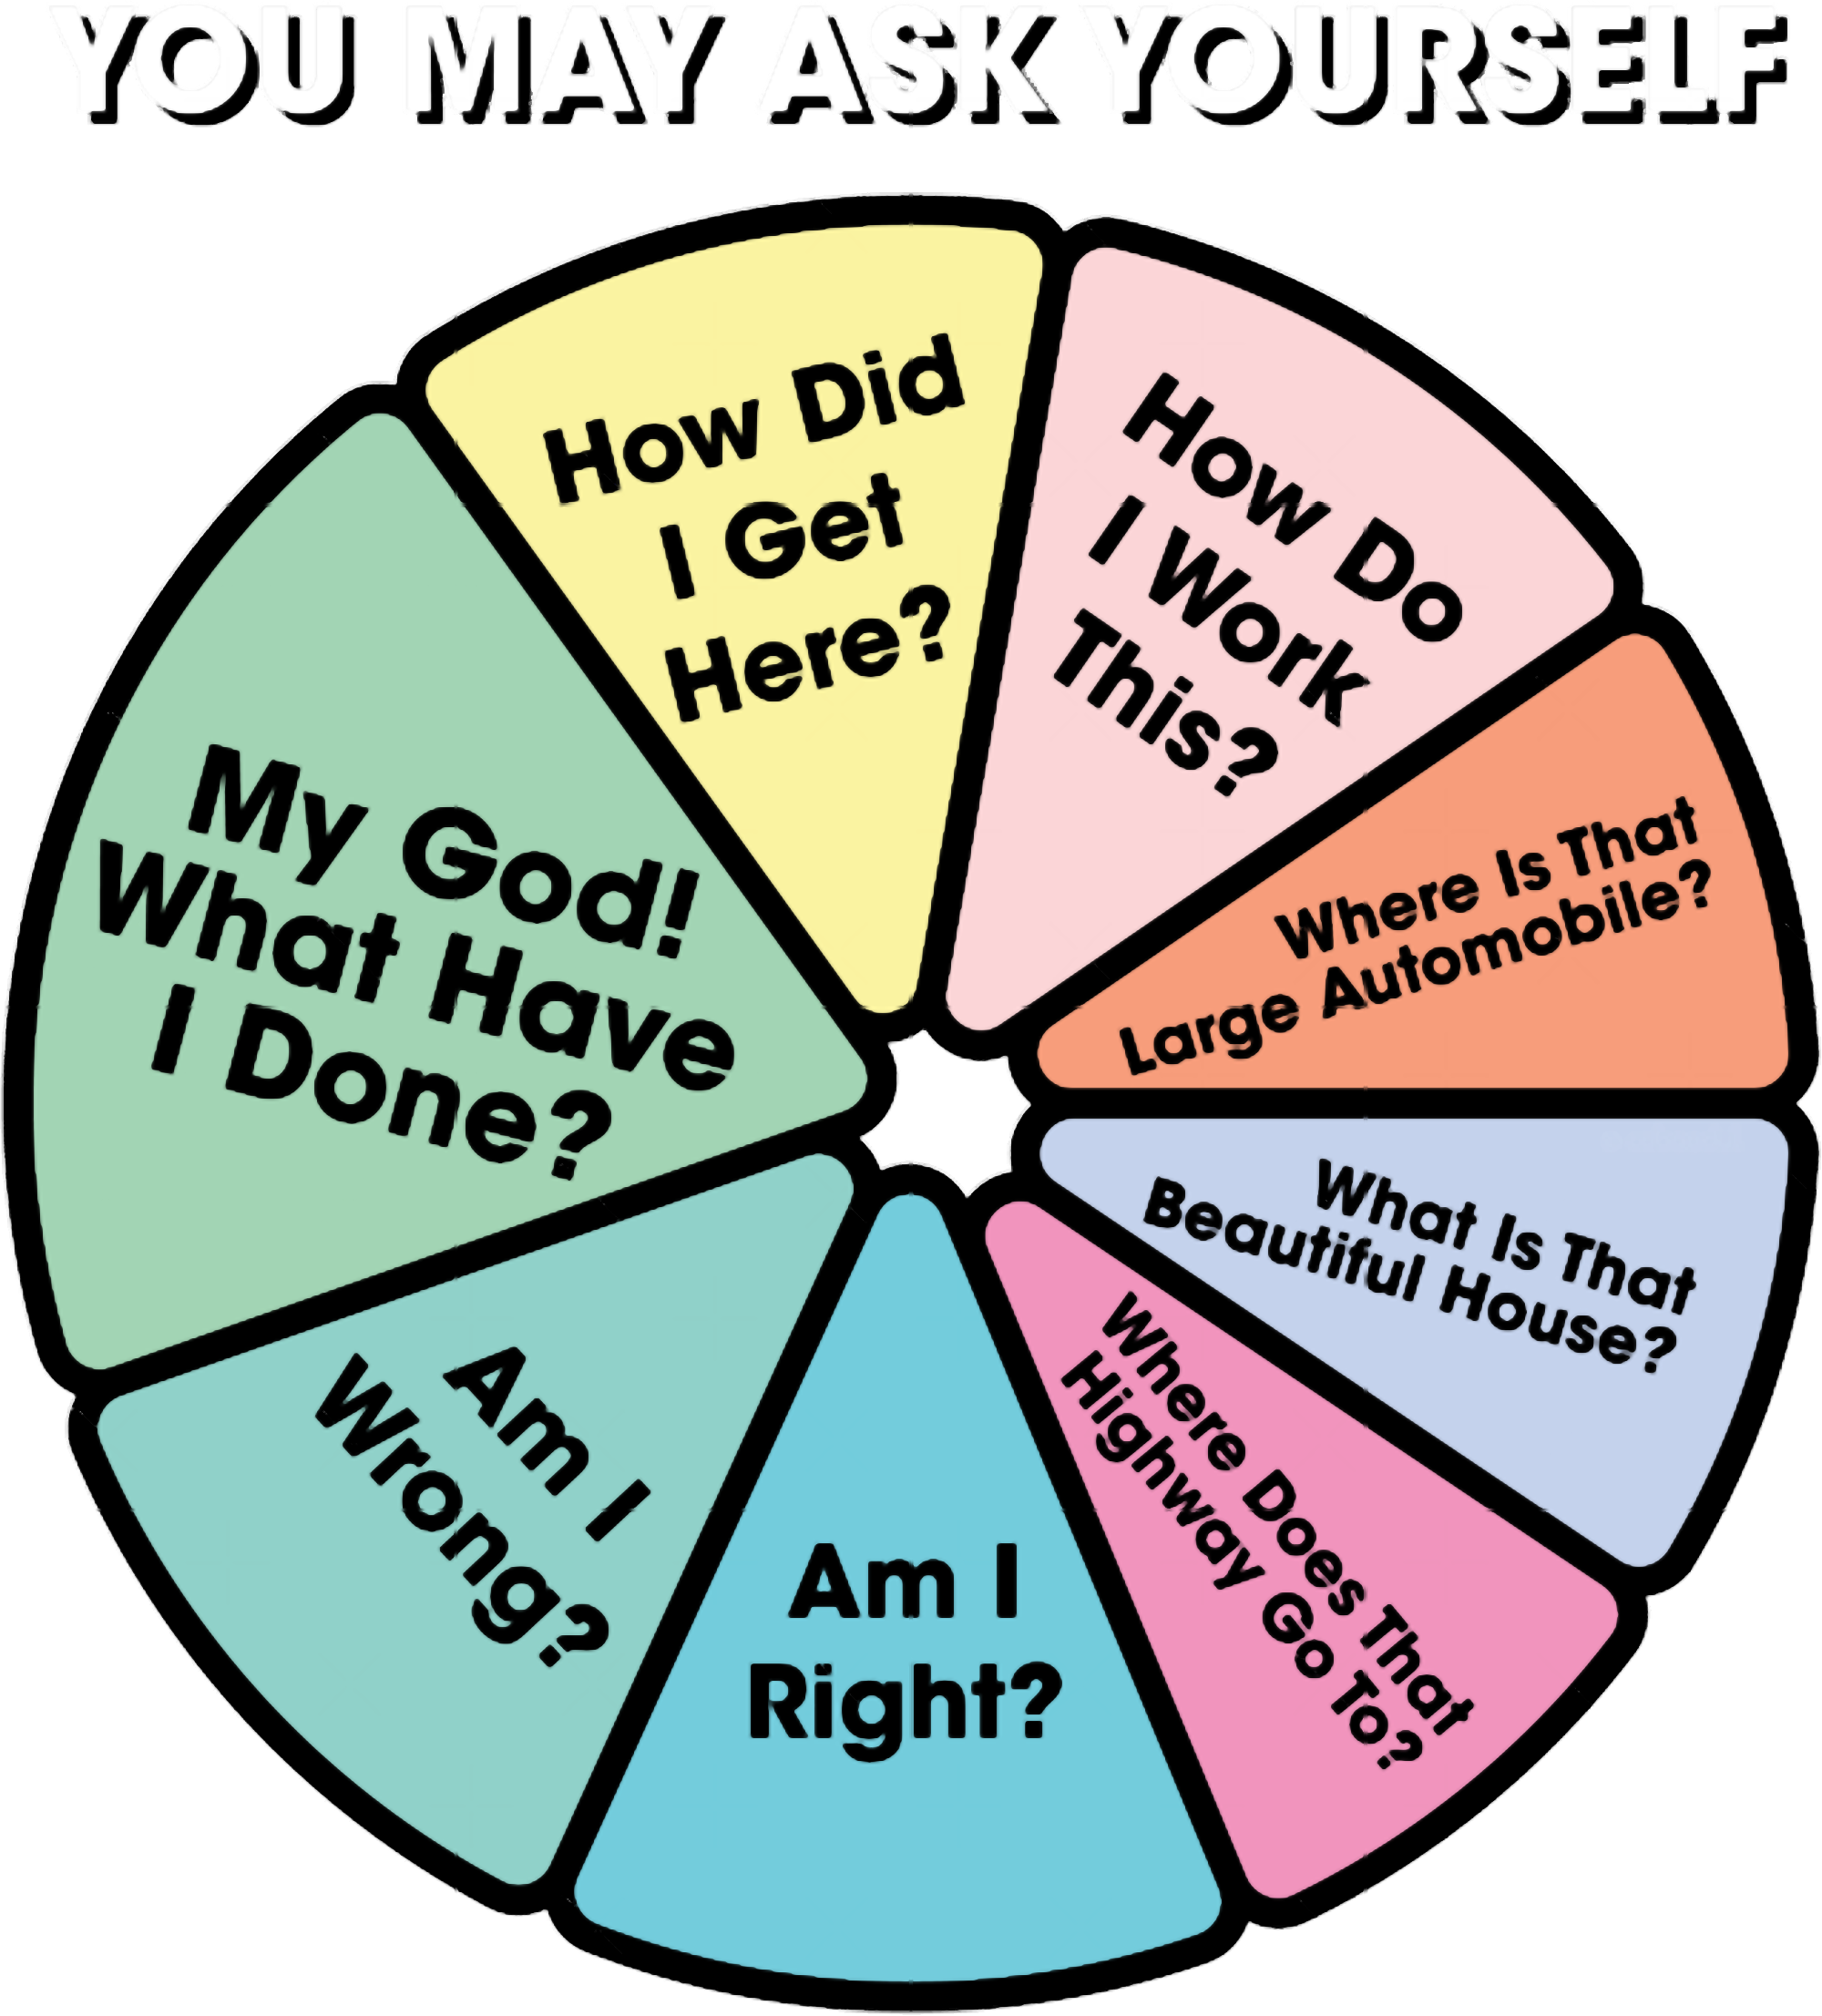 YOU MAY ASK YOURSELF
How Did
I Get
Here?
How Do
I Work
This?
Where Is That
Large Automobile?
What Is That
Beautiful House?
Where Does That
Highway Go To?
Am I
Right?
Am I
Wrong?
My God!
What Have
I Done?